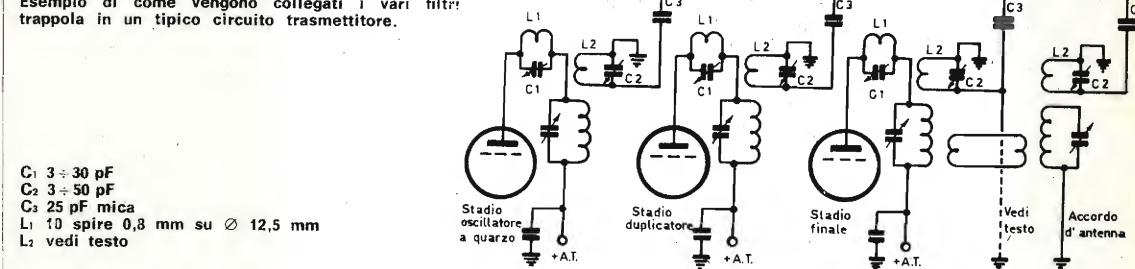 Esempio di come vengono collegati i vari filtri
trappola in un tipico circuito trasmettitore.
C1 3 ÷ 30 pF
C2 3 ÷ 50 pF
C3 25 pF mica
L1 10 spire 0,8 mm su Ø 12,5 mm
L2 vedi testo
L1
C1
L2
C2
C3
Stadio
oscillatore
a quarzo
+A.T.
L1
C1
L2
C2
C3
Stadio
duplicatore
+A.T.
L1
C1
L2
C2
C3
Stadio
finale
+A.T.
Vedi
testo
L2
C2
Accordo
d'antenna